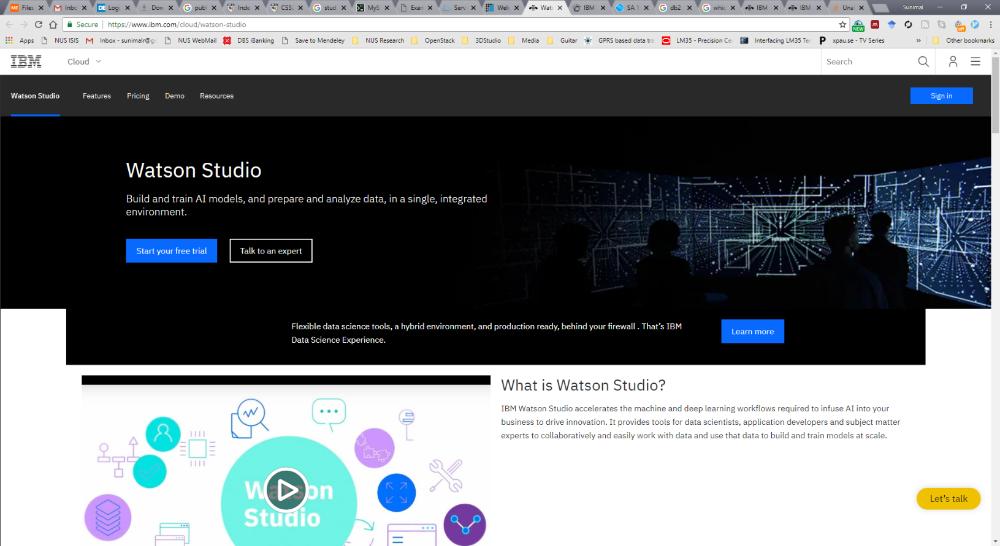 ME Files
Inbo
DE Logi
Dow
publ
Inde
CS5
stud
MyS
Exan
Serv
Welc
Wats
IBM
SA 1
db2
whic
IBM
IBM
Una
Sunimal
Secure https://www.ibm.com/cloud/watson-studio
NEW
off
Apps NUS ISIS Inbox - sunimalr@g NUS WebMail DBS iBanking Save to Mendeley NUS Research OpenStack 3DStudio Media Guitar GPRS based data tra LM35 - Precision Ce Interfacing LM35 Te xpau.se - TV Series » Other bookmarks
IBM Cloud Search
Watson Studio Features Pricing Demo Resources Sign in
Watson Studio
Build and train AI models, and prepare and analyze data, in a single, integrated
environment.
Start your free trial Talk to an expert
Flexible data science tools, a hybrid environment, and production ready, behind your firewall . That’s IBM
Data Science Experience.
Learn more
Watson
Studio
What is Watson Studio?
IBM Watson Studio accelerates the machine and deep learning workflows required to infuse AI into your
business to drive innovation. It provides tools for data scientists, application developers and subject matter
experts to collaboratively and easily work with data and use that data to build and train models at scale.
Let’s talk